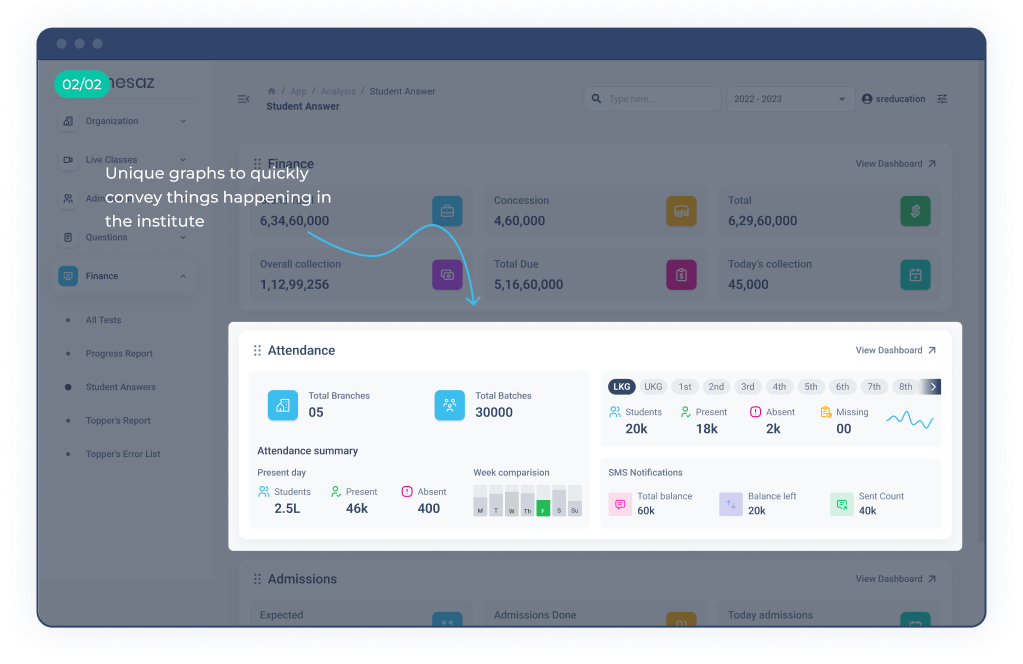 02/02
Organization
Live Classes
Questions
Finance
All Tests
Progress Report
Student Answers
Topper's Report
Topper's Error List
/ App / Analysis / Student Answer
Student Answer
Type here...
2022 - 2023
sreducation
Unique graphs to quickly
convey things happening in
the institute
Finance
View Dashboard
6,34,60,000
Concession
4,60,000
Total
6,29,60,000
Overall collection
1,12,99,256
Total Due
5,16,60,000
Today's collection
45,000
Attendance
View Dashboard
Total Branches
05
Total Batches
30000
Attendance summary
Present day
Students
2.5L
Present
46k
Absent
400
Week comparision
M T W Th F S Su
LKG UKG 1st 2nd 3rd 4th 5th 6th 7th 8th
Students
20k
Present
18k
Absent
2k
Missing
00
SMS Notifications
Total balance
60k
Balance left
20k
Sent Count
40k
Admissions
View Dashboard
Expected
Admissions Done
Today admissions